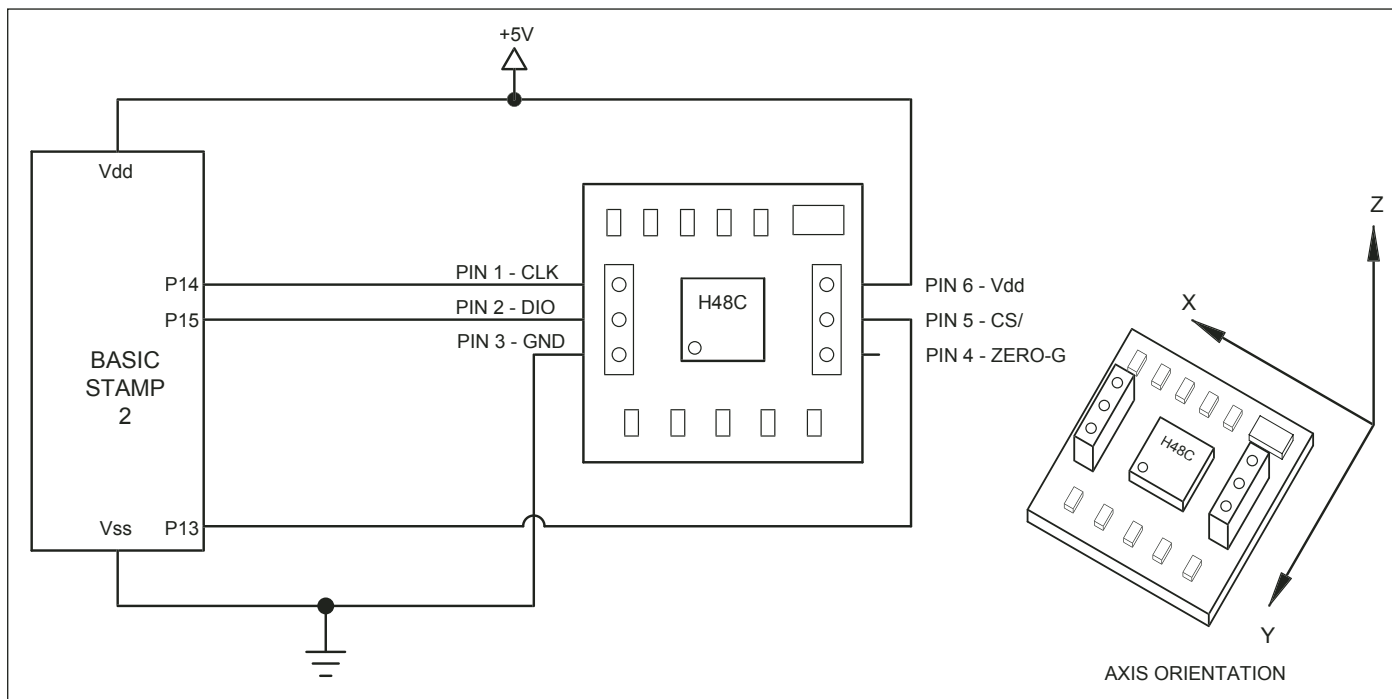 +5V
Vdd
P14
P15
BASIC
STAMP
2
Vss
P13
PIN 1 - CLK
PIN 2 - DIO
PIN 3 - GND
H48C
PIN 6 - Vdd
PIN 5 - CS/
PIN 4 - ZERO-G
Z
X
H48C
Y
AXIS ORIENTATION